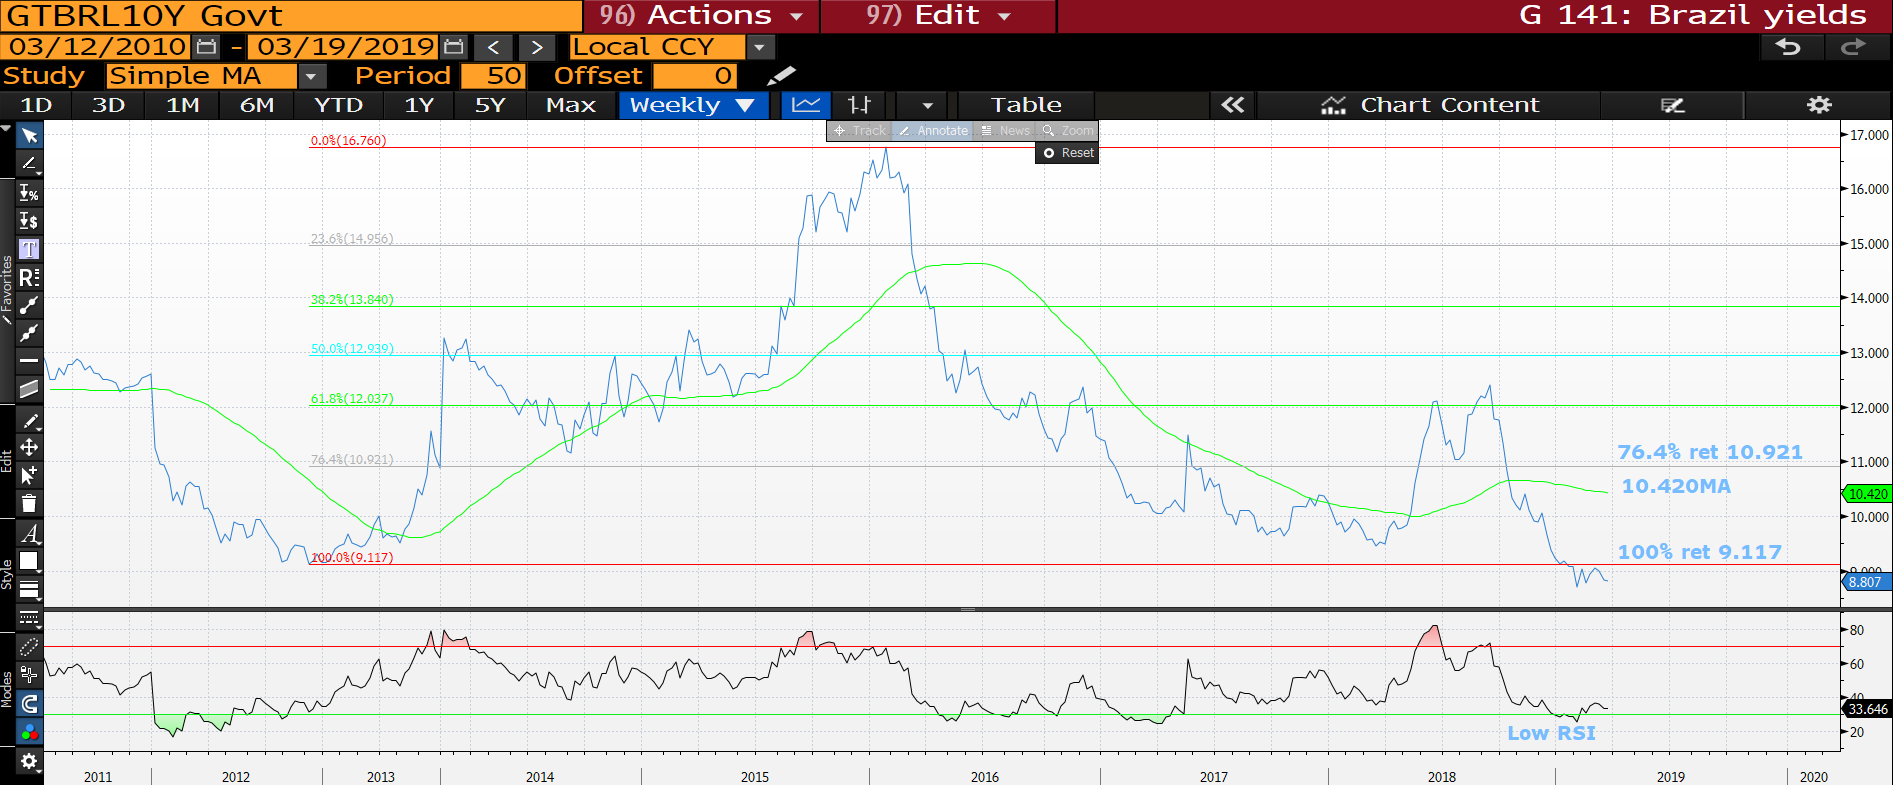 GTBRL10Y Govt 96) Actions 97) Edit G 141: Brazil yields
03/12/2010 - 03/19/2019 < > Local CCY
Study Simple MA Period 50 Offset 0
1D 3D 1M 6M YTD 1Y 5Y Max Weekly Table Chart Content
Track Annotate News Zoom
Reset
Favorites
Edit
Style
Modes
0.0%(16.760)
23.6%(14.956)
38.2%(13.840)
50.0%(12.939)
61.8%(12.037)
76.4%(10.921)
100.0%(9.117)
76.4% ret 10.921
10.420MA
100% ret 9.117
Low RSI
17.000
16.000
15.000
14.000
13.000
12.000
11.000
10.420
10.000
9.000
8.807
80
60
40
33.646
20
2011 2012 2013 2014 2015 2016 2017 2018 2019 2020